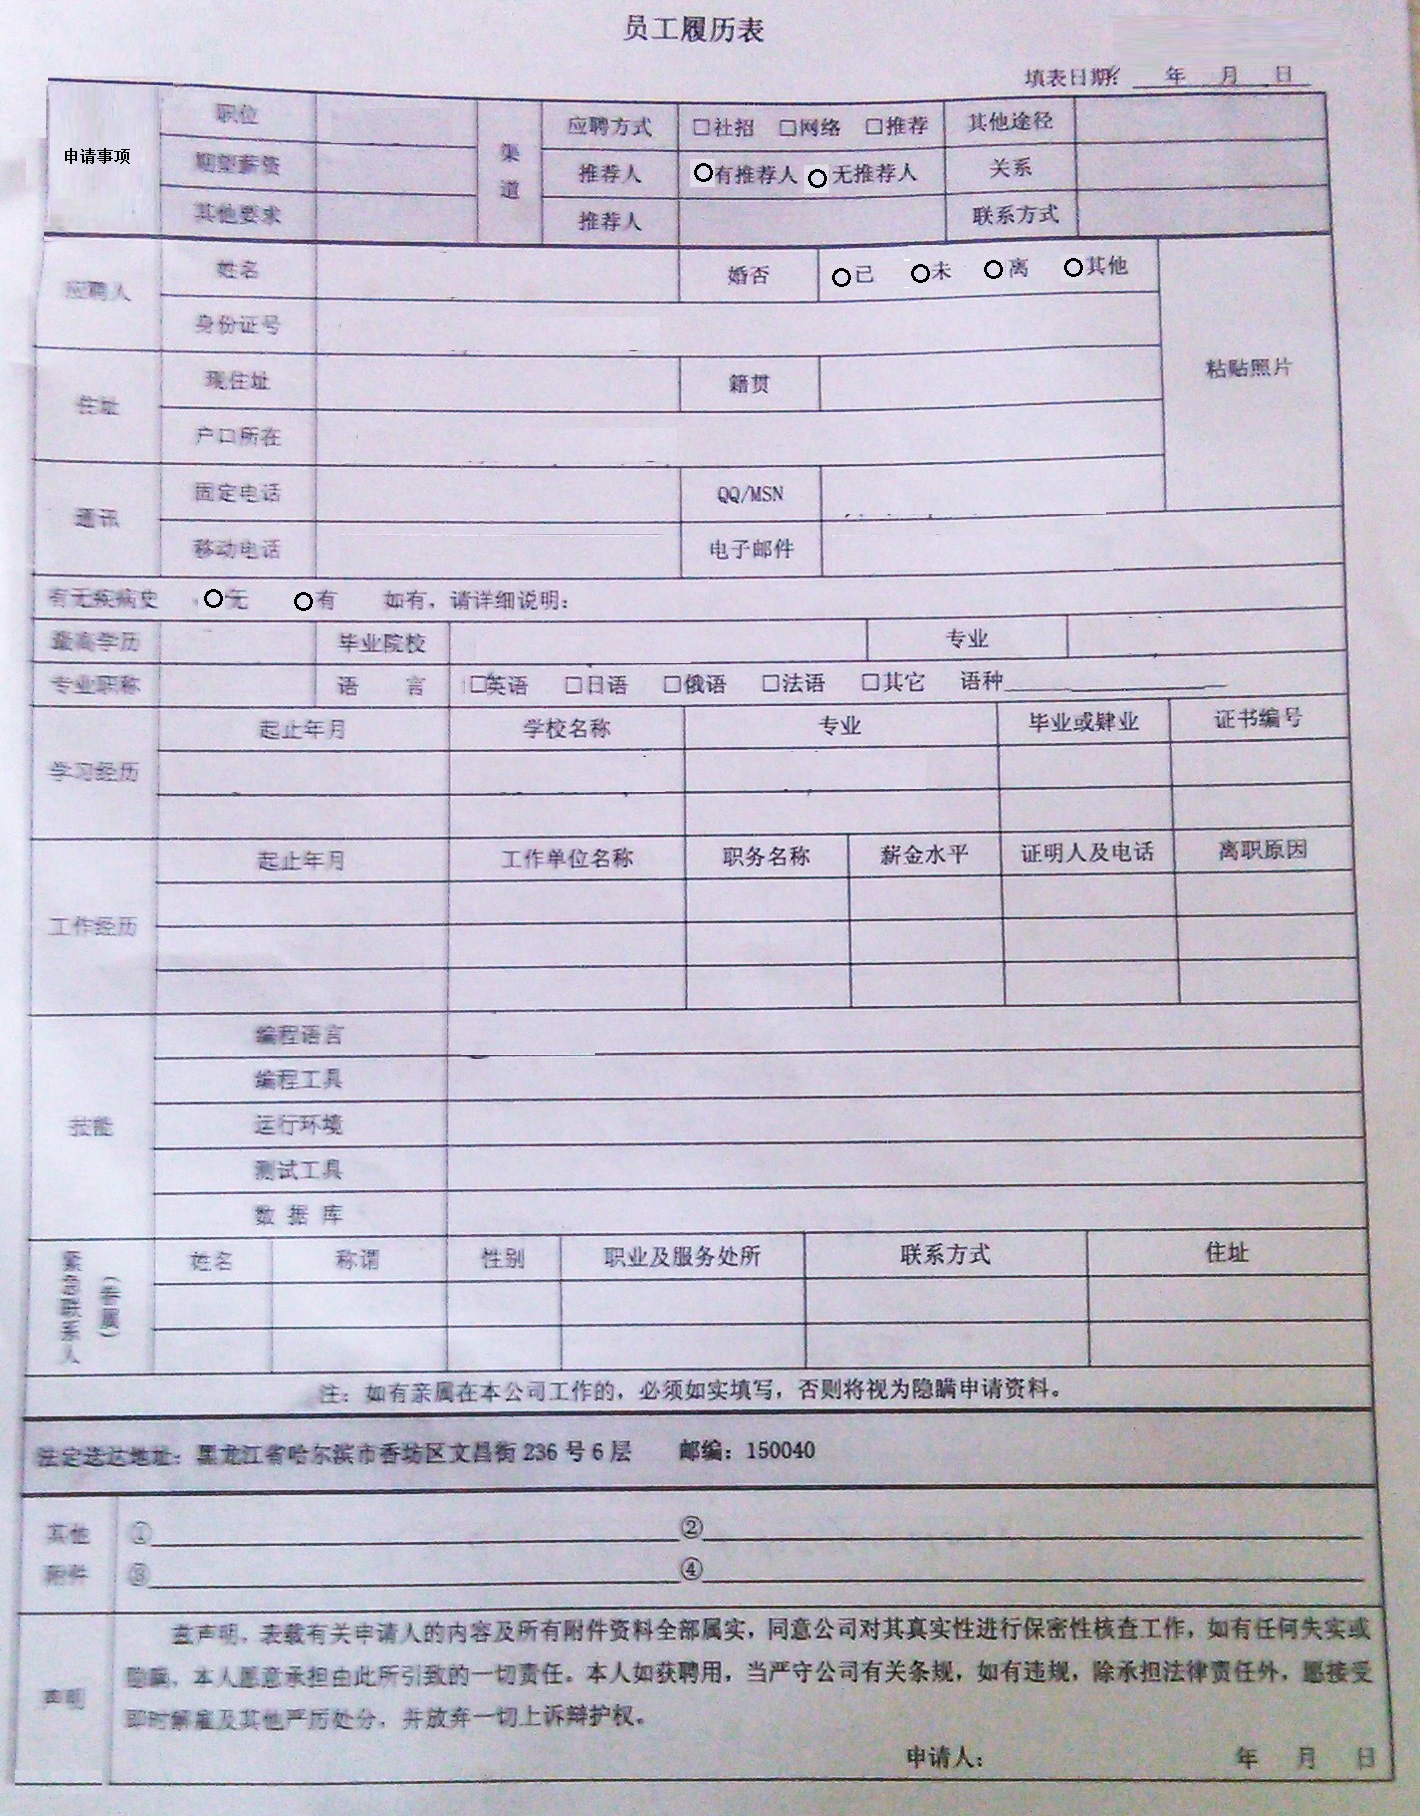 员工履历表
填表日期: 年 月 日
申请事项 职位 渠道 应聘方式 □社招 □网络 □推荐 其他途径
期望薪资 推荐人 ○有推荐人 ○无推荐人 关系
其他要求 推荐人 联系方式
应聘人 姓名 婚否 ○已 ○未 ○离 ○其他
身份证号
粘贴照片
住址 现住址 籍贯
户口所在
通讯 固定电话 QQ/MSN
移动电话 电子邮件
有无疾病史 ○无 ○有 如有，请详细说明：
最高学历 毕业院校 专业
专业职称 语 言 □英语 □日语 □俄语 □法语 □其它 语种
学习经历 起止年月 学校名称 专业 毕业或肄业 证书编号
工作经历 起止年月 工作单位名称 职务名称 薪金水平 证明人及电话 离职原因
技能 编程语言
编程工具
运行环境
测试工具
数 据 库
紧急联系人（眷属） 姓名 称谓 性别 职业及服务处所 联系方式 住址
注：如有亲属在本公司工作的，必须如实填写，否则将视为隐瞒申请资料。
法定送达地址：黑龙江省哈尔滨市香坊区文昌街236号6层 邮编：150040
其他 ① ②
附件 ③ ④
声明 兹声明，表载有关申请人的内容及所有附件资料全部属实，同意公司对其真实性进行保密性核查工作，如有任何失实或
隐瞒，本人愿意承担由此所引致的一切责任。本人如获聘用，当严守公司有关条规，如有违规，除承担法律责任外，愿接受
即时解雇及其他严厉处分，并放弃一切上诉辩护权。
申请人： 年 月 日